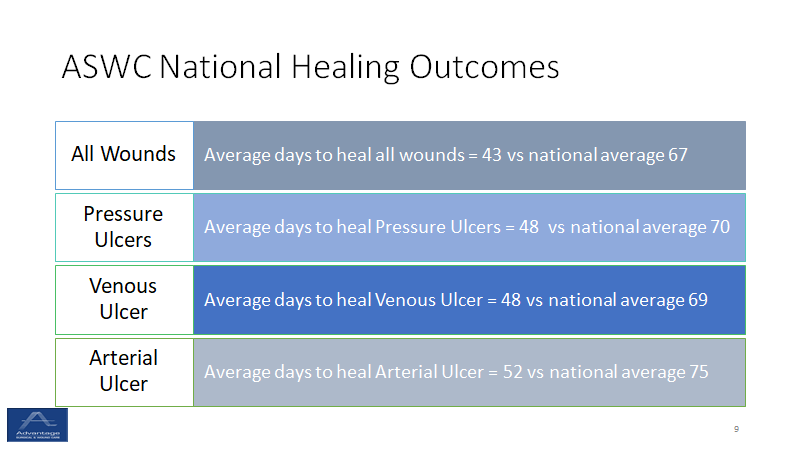 ASWC National Healing Outcomes
All Wounds
Average days to heal all wounds = 43 vs national average 67
Pressure
Ulcers
Average days to heal Pressure Ulcers = 48  vs national average 70
Venous
Ulcer
Average days to heal Venous Ulcer = 48 vs national average 69
Arterial
Ulcer
Average days to heal Arterial Ulcer = 52 vs national average 75
Advantage
SURGICAL & WOUND CARE
9